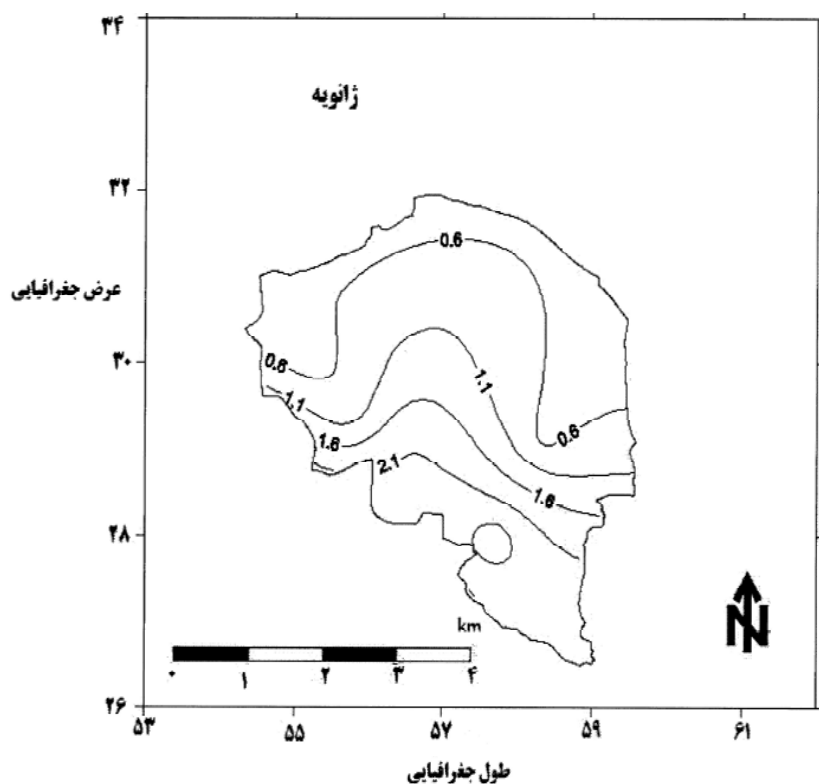 ۳۴
ژانویه
۳۲
0.6
عرض جغرافیایی
۳۰
0.6
1.1
1.1
0.6
1.6
2.1
1.6
۲۸
km
N
۰ ۱ ۲ ۳ ۴
۲۶
۵۳ ۵۵ ۵۷ ۵۹ ۶۱
طول جغرافیایی